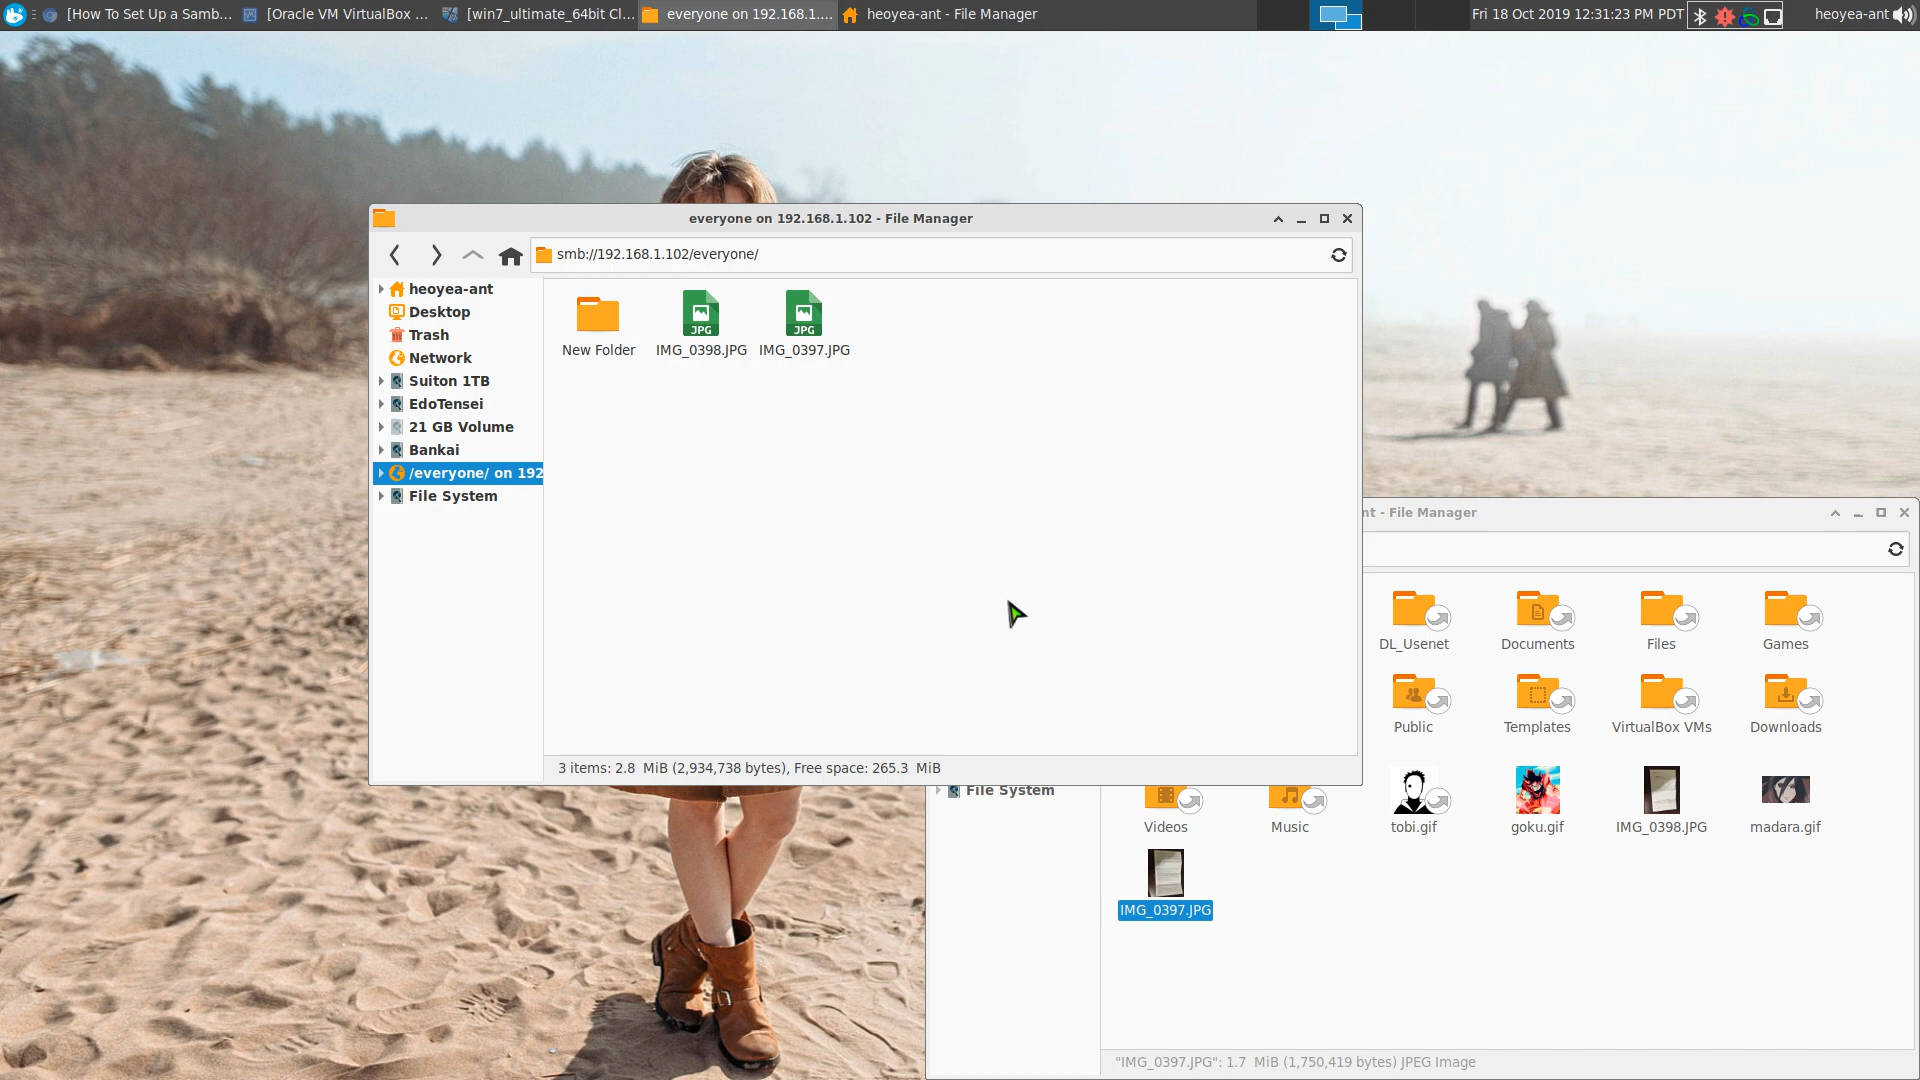 [How To Set Up a Samb... [Oracle VM VirtualBox ... [win7_ultimate_64bit Cl... everyone on 192.168.1.... heoyea-ant - File Manager Fri 18 Oct 2019 12:31:23 PM PDT heoyea-ant
everyone on 192.168.1.102 - File Manager
smb://192.168.1.102/everyone/
heoyea-ant
Desktop
Trash
Network
Suiton 1TB
EdoTensei
21 GB Volume
Bankai
/everyone/ on 192
File System
JPG JPG
New Folder IMG_0398.JPG IMG_0397.JPG
3 items: 2.8 MiB (2,934,738 bytes), Free space: 265.3 MiB
nt - File Manager
DL_Usenet Documents Files Games
Public Templates VirtualBox VMs Downloads
File System
Videos Music tobi.gif goku.gif IMG_0398.JPG madara.gif
IMG_0397.JPG
"IMG_0397.JPG": 1.7 MiB (1,750,419 bytes) JPEG Image